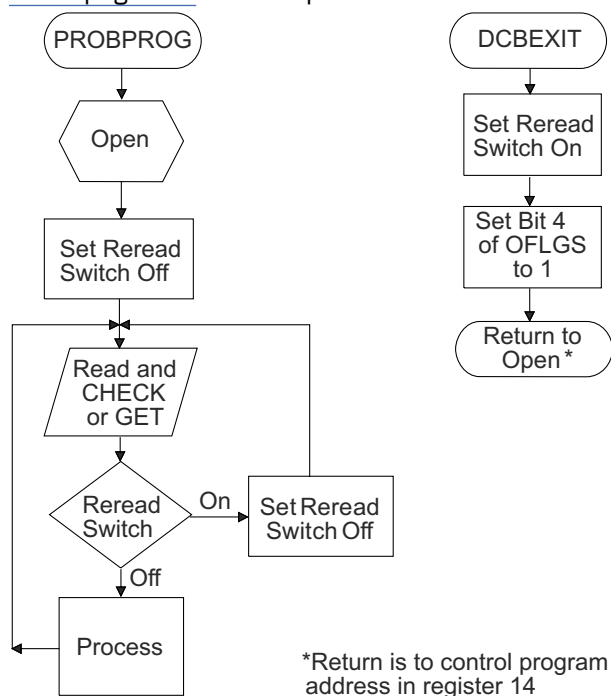 PROBPROG
Open
Set Reread
Switch Off
Read and
CHECK
or GET
Reread
Switch
On
Set Reread
Switch Off
Off
Process
DCBEXIT
Set Reread
Switch On
Set Bit 4
of OFLGS
to 1
Return to
Open*
*Return is to control program
address in register 14